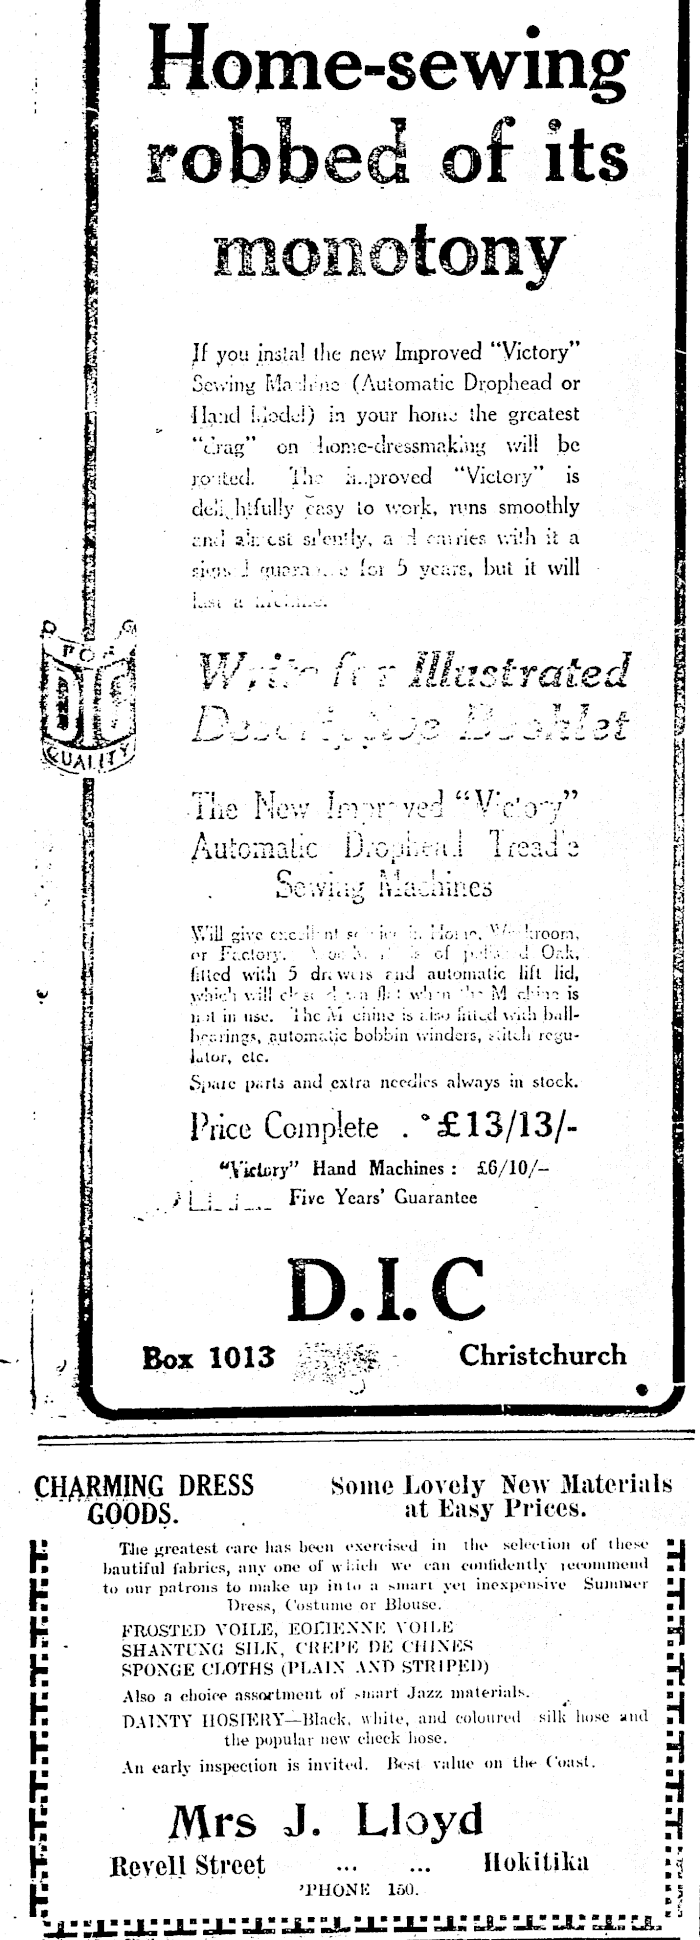 Home-sewing
robbed of its
monotony
If you instal the new Improved "Victory"
Sewing Machine (Automatic Drophead or
Hand Model) in your home the greatest
"drag" on home-dressmaking will be
routed. The improved "Victory" is
delightfully easy to work, runs smoothly
and almost silently, and carries with it a
signed guarantee for 5 years, but it will
last a lifetime.
FOR
DIC
QUALITY
Write for Illustrated
Descriptive Booklet
The New Improved "Victory"
Automatic Drophead Treadle
Sewing Machines
Will give excellent service in Home, Workroom,
or Factory. of polished Oak,
fitted with 5 drawers and automatic lift lid,
which will close down flat when the Machine is
not in use. The Machine is also fitted with ball-
bearings, automatic bobbin winders, stitch regu-
lator, etc.
Spare parts and extra needles always in stock.
Price Complete . £13/13/-
"Victory" Hand Machines : £6/10/-
Five Years' Guarantee
D.I.C
Box 1013 Christchurch
CHARMING DRESS
GOODS.
Some Lovely New Materials
at Easy Prices.
The greatest care has been exercised in the selection of these
bautiful fabrics, any one of which we can confidently recommend
to our patrons to make up into a smart yet inexpensive Summer
Dress, Costume or Blouse.
FROSTED VOILE, EOLIENNE VOILE
SHANTUNG SILK, CREPE DE CHINES
SPONGE CLOTHS (PLAIN AND STRIPED)
Also a choice assortment of smart Jazz materials.
DAINTY HOSIERY—Black, white, and coloured silk hose and
the popular new check hose.
An early inspection is invited. Best value on the Coast.
Mrs J. Lloyd
Revell Street ... ... Hokitika
'PHONE 150.